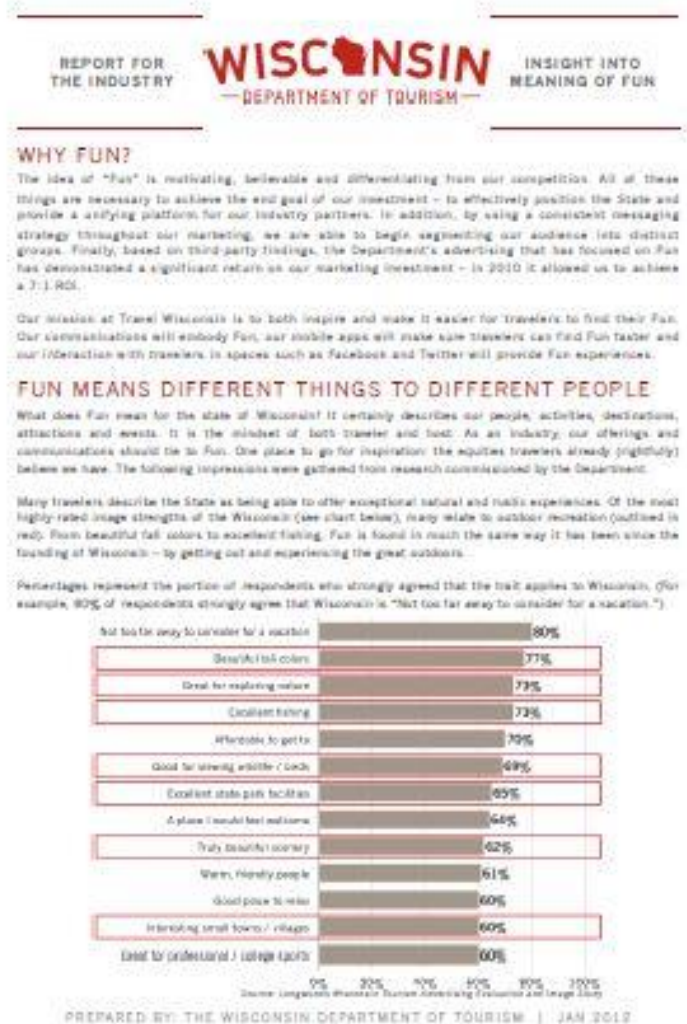 REPORT FOR
THE INDUSTRY
WISCONSIN
DEPARTMENT OF TOURISM
INSIGHT INTO
MEANING OF FUN
WHY FUN?
The idea of "Fun" is motivating, believable and differentiating from our competition. All of these
things are necessary to achieve the end goal of our investment – to effectively position the State and
provide a unifying platform for our industry partners. In addition, by using a consistent messaging
strategy throughout our marketing, we are able to begin segmenting our audience into distinct
groups. Finally, based on third-party findings, the Department's advertising that has focused on Fun
has demonstrated a significant return on our marketing investment – in 2010 it allowed us to achieve
a 7:1 ROI.
Our mission at Travel Wisconsin is to both inspire and make it easier for travelers to find their Fun.
Our communications will embody Fun, our mobile apps will make sure travelers can find Fun faster and
our interaction with travelers in spaces such as Facebook and Twitter will provide Fun experiences.
FUN MEANS DIFFERENT THINGS TO DIFFERENT PEOPLE
What does Fun mean for the state of Wisconsin? It certainly describes our people, activities, destinations,
attractions and events. It is the mindset of both traveler and host. As an industry, our offerings and
communications should tie to Fun. One place to go for inspiration: the equities travelers already (rightfully)
believe we have. The following impressions were gathered from research commissioned by the Department.
Many travelers describe the State as being able to offer exceptional natural and rustic experiences. Of the most
highly-rated image strengths of the Wisconsin (see chart below), many relate to outdoor recreation (outlined in
red). From beautiful fall colors to excellent fishing, Fun is found in much the same way it has been since the
founding of Wisconsin – by getting out and experiencing the great outdoors.
Percentages represent the portion of respondents who strongly agreed that the trait applies to Wisconsin. (For
example, 80% of respondents strongly agree that Wisconsin is "Not too far away to consider for a vacation.")
Not too far away to consider for a vacation 80%
Beautiful fall colors 77%
Great for exploring nature 73%
Excellent fishing 73%
Affordable to get to 70%
Good for viewing wildlife / birds 69%
Excellent state park facilities 65%
A place I would feel welcome 64%
Truly beautiful scenery 62%
Warm, friendly people 61%
Good place to relax 60%
Interesting small towns / villages 60%
Great for professional / college sports 60%
0% 20% 40% 60% 80% 100%
Source: Longwoods Wisconsin Tourism Advertising Evaluation and Image Study
PREPARED BY: THE WISCONSIN DEPARTMENT OF TOURISM | JAN 2012